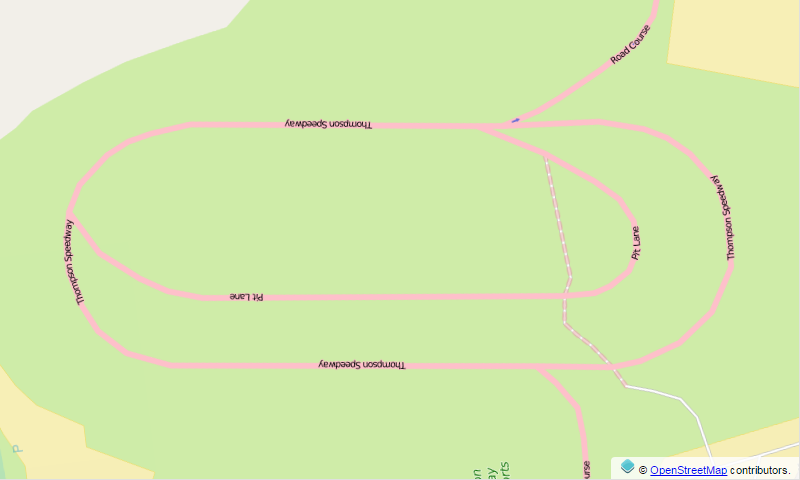 Road Course
Thompson Speedway
Thompson Speedway
Thompson Speedway
Pit Lane
Pit Lane
Thompson Speedway
P
© OpenStreetMap contributors.